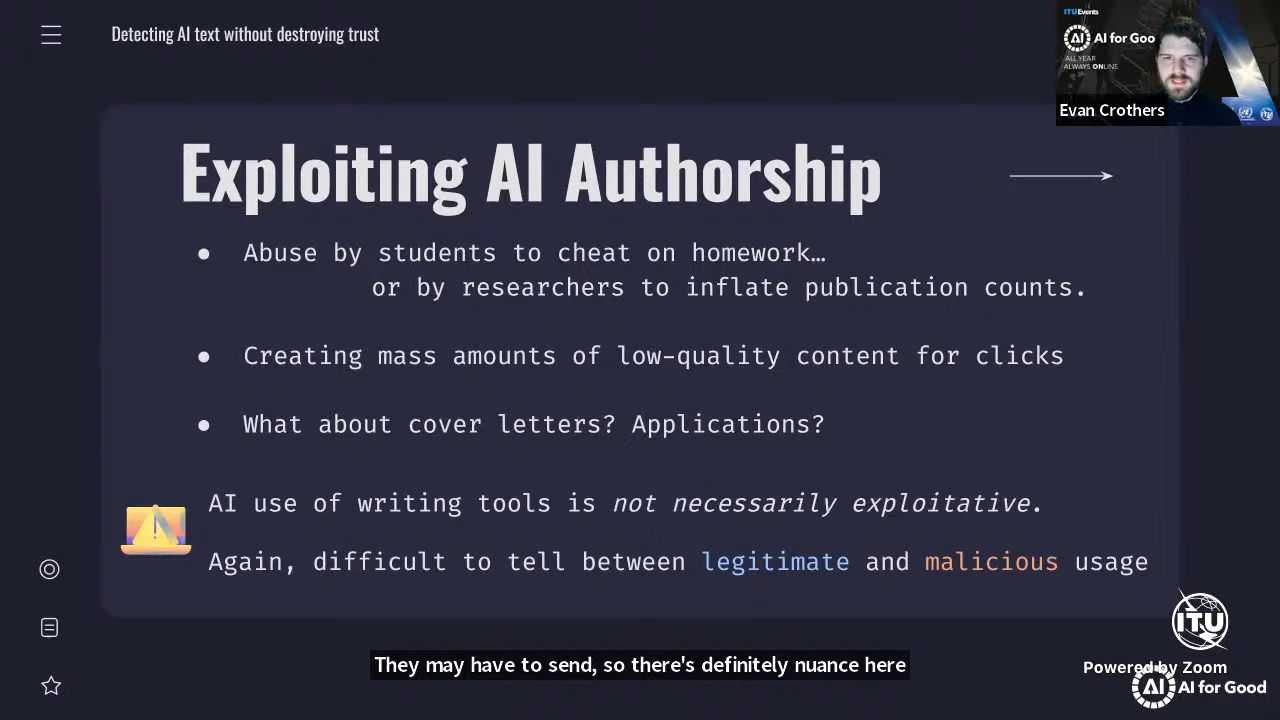 Detecting AI text without destroying trust
ITUEvents
AI AI for Goo
ALL YEAR
ALWAYS ONLINE
Evan Crothers
Exploiting AI Authorship
● Abuse by students to cheat on homework…
or by researchers to inflate publication counts.
● Creating mass amounts of low-quality content for clicks
● What about cover letters? Applications?
AI use of writing tools is not necessarily exploitative.
Again, difficult to tell between legitimate and malicious usage
ITU
They may have to send, so there's definitely nuance here
Powered by Zoom
AI AI for Good